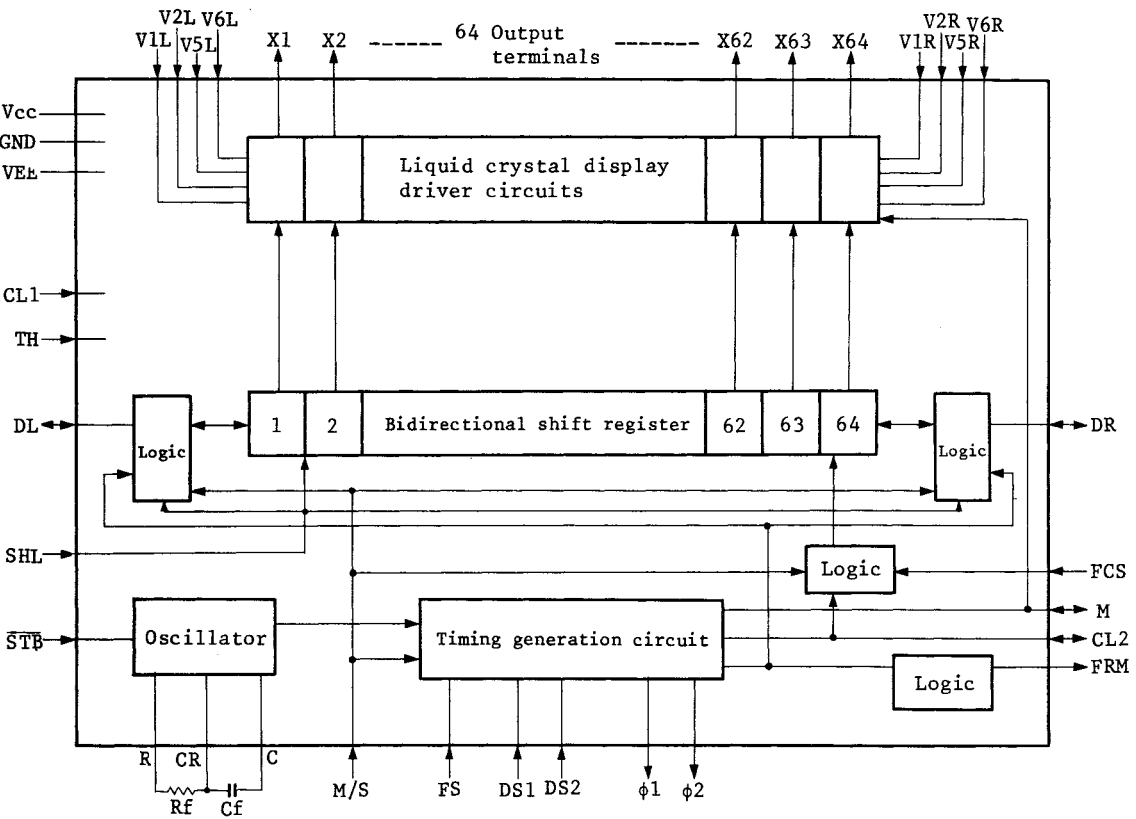 V2L V6L
V1L V5L
X1 X2 64 Output terminals X62 X63 X64
V2R V6R
V1R V5R
Vcc
GND
VEE
Liquid crystal display
driver circuits
CL1
TH
DL
Logic
1 2 Bidirectional shift register 62 63 64
Logic
DR
SHL
Logic
FCS
M
STB
Oscillator
Timing generation circuit
CL2
FRM
Logic
R CR C
Rf Cf
M/S FS DS1 DS2 φ1 φ2